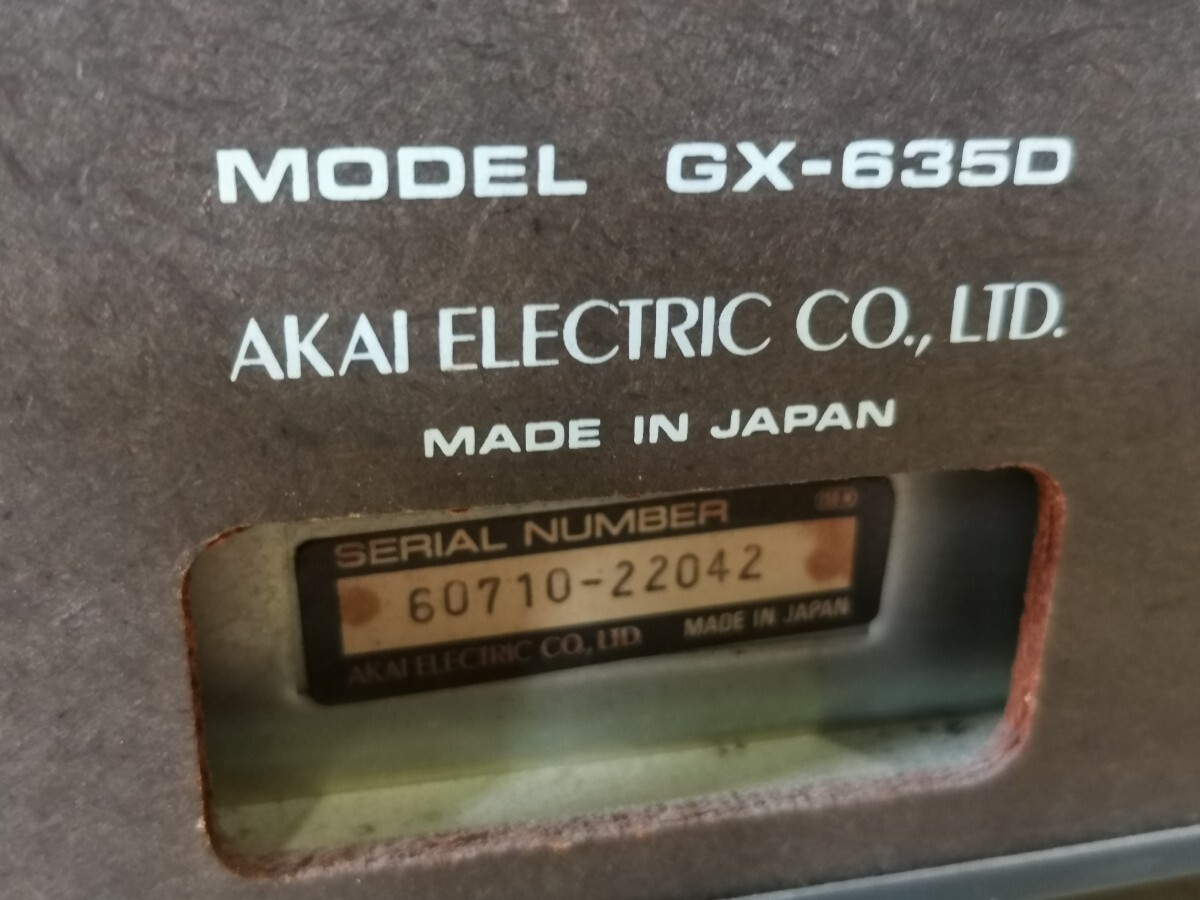 MODEL GX-635D
AKAI ELECTRIC CO., LTD.
MADE IN JAPAN
SERIAL NUMBER
60710-22042
AKAI ELECTRIC CO., LTD. MADE IN JAPAN